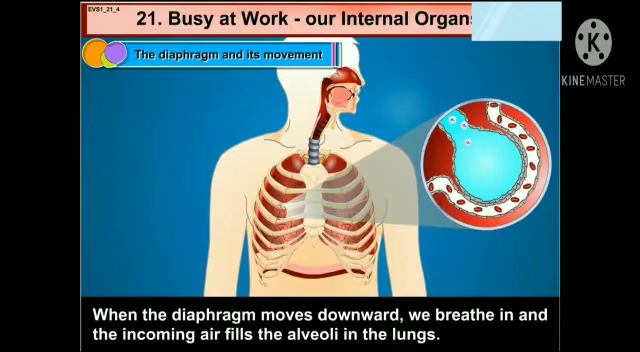 EVS1_21_4
21. Busy at Work - our Internal Organs
The diaphragm and its movement
K
KINEMASTER
When the diaphragm moves downward, we breathe in and
the incoming air fills the alveoli in the lungs.